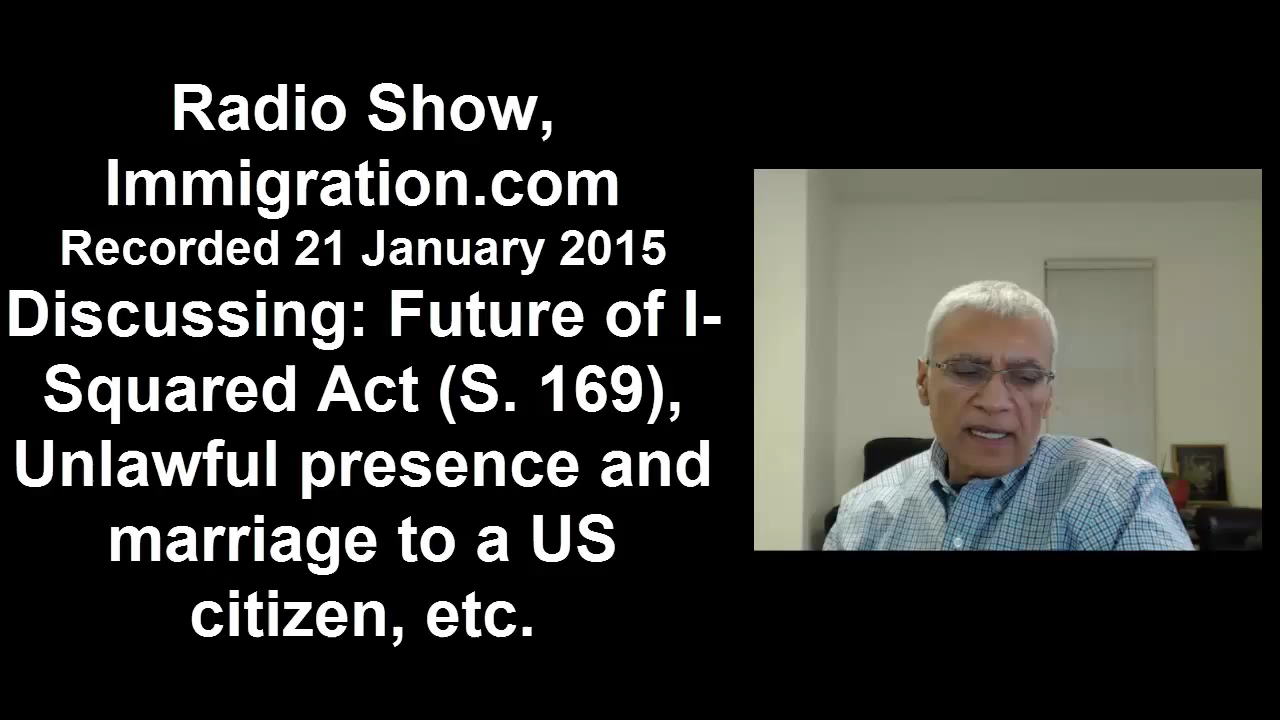 Radio Show,
Immigration.com
Recorded 21 January 2015
Discussing: Future of I-
Squared Act (S. 169),
Unlawful presence and
marriage to a US
citizen, etc.